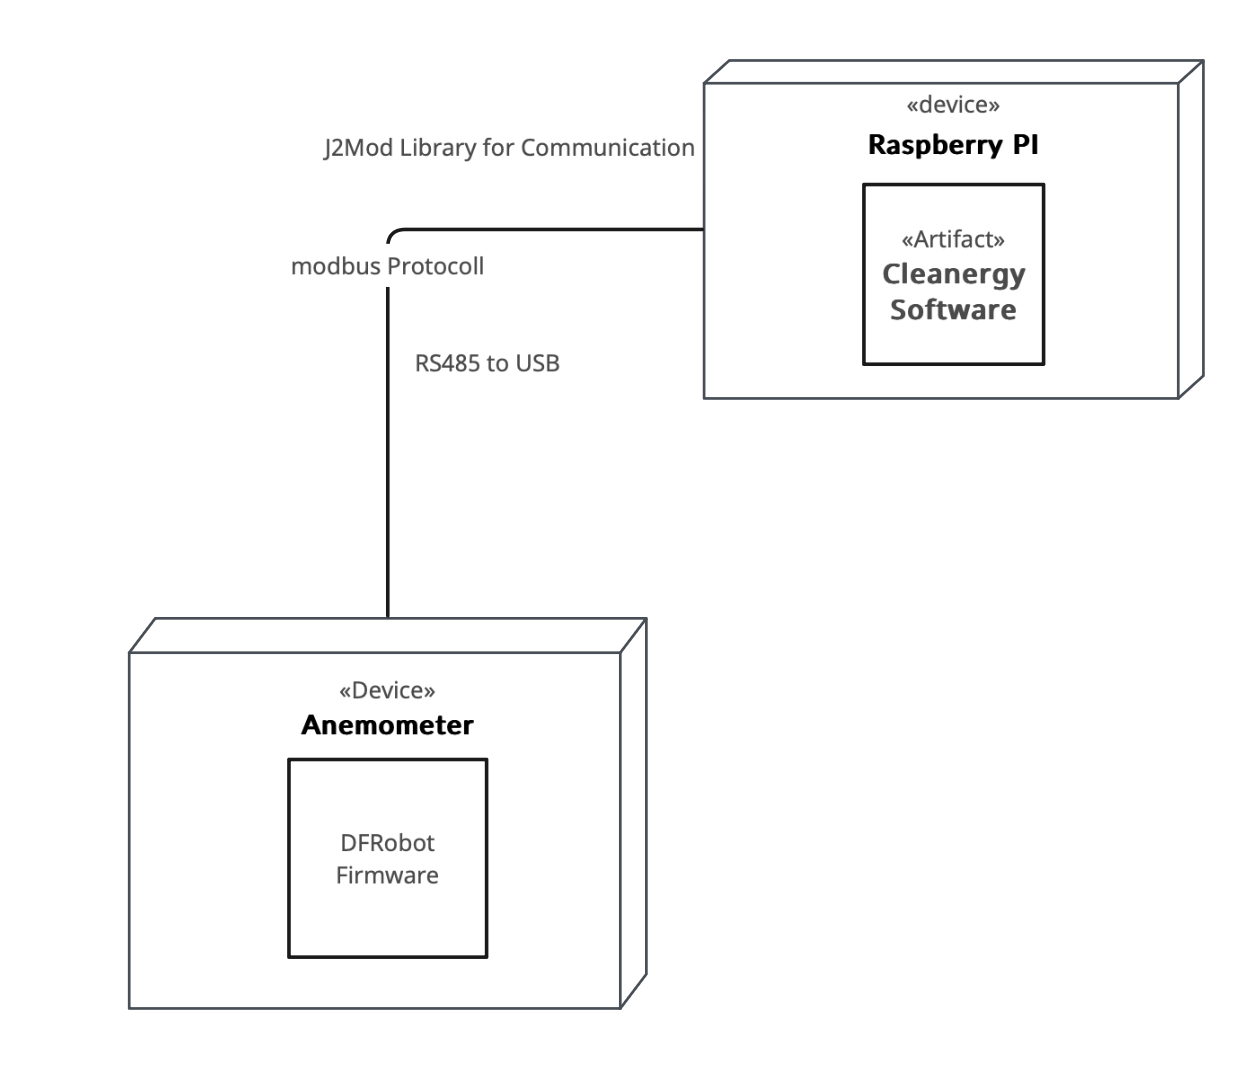 «device»
Raspberry PI
J2Mod Library for Communication
«Artifact»
Cleanergy
Software
modbus Protocoll
RS485 to USB
«Device»
Anemometer
DFRobot
Firmware